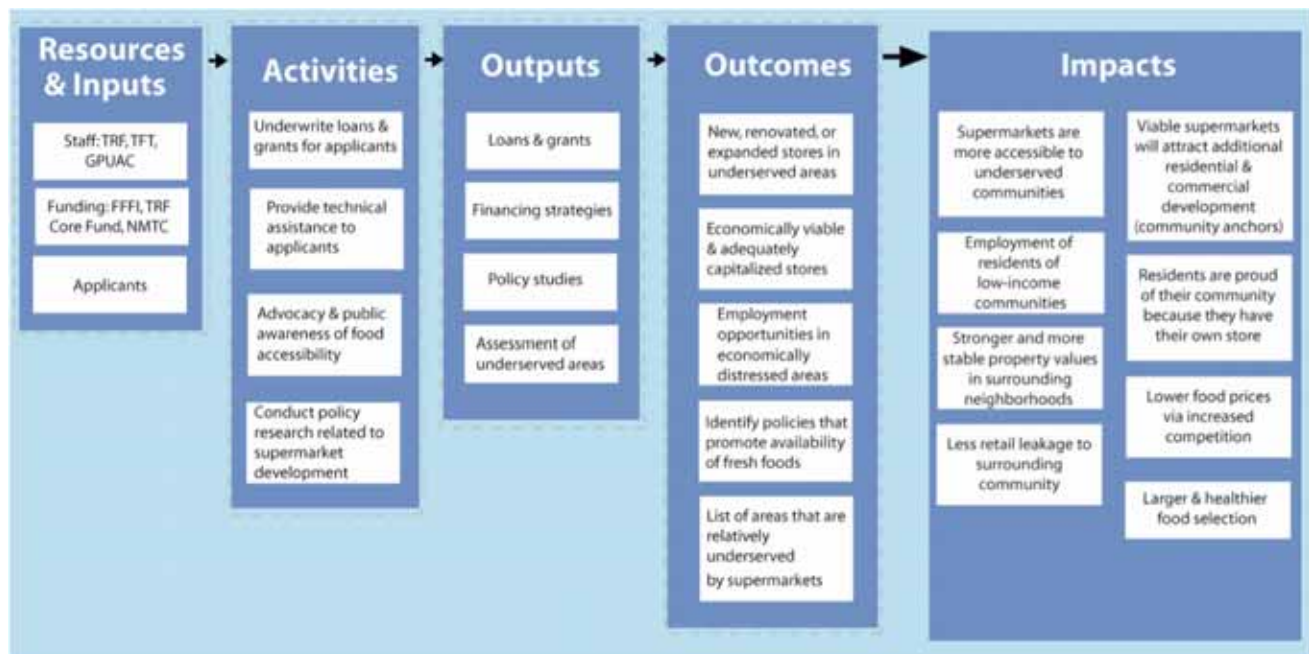 Resources
& Inputs
Staff: TRF, TFT,
GPUAC
Funding: FFFI, TRF
Core Fund, NMTC
Applicants
Activities
Underwrite loans &
grants for applicants
Provide technical
assistance to
applicants
Advocacy & public
awareness of food
accessibility
Conduct policy
research related to
supermarket
development
Outputs
Loans & grants
Financing strategies
Policy studies
Assessment of
underserved areas
Outcomes
New, renovated, or
expanded stores in
underserved areas
Economically viable
& adequately
capitalized stores
Employment
opportunities in
economically
distressed areas
Identify policies that
promote availability
of fresh foods
List of areas that are
relatively
underserved
by supermarkets
Impacts
Supermarkets are
more accessible to
underserved
communities
Employment of
residents of
low-income
communities
Stronger and more
stable property values
in surrounding
neighborhoods
Less retail leakage to
surrounding
community
Viable supermarkets
will attract additional
residential &
commercial
development
(community anchors)
Residents are proud
of their community
because they have
their own store
Lower food prices
via increased
competition
Larger & healthier
food selection